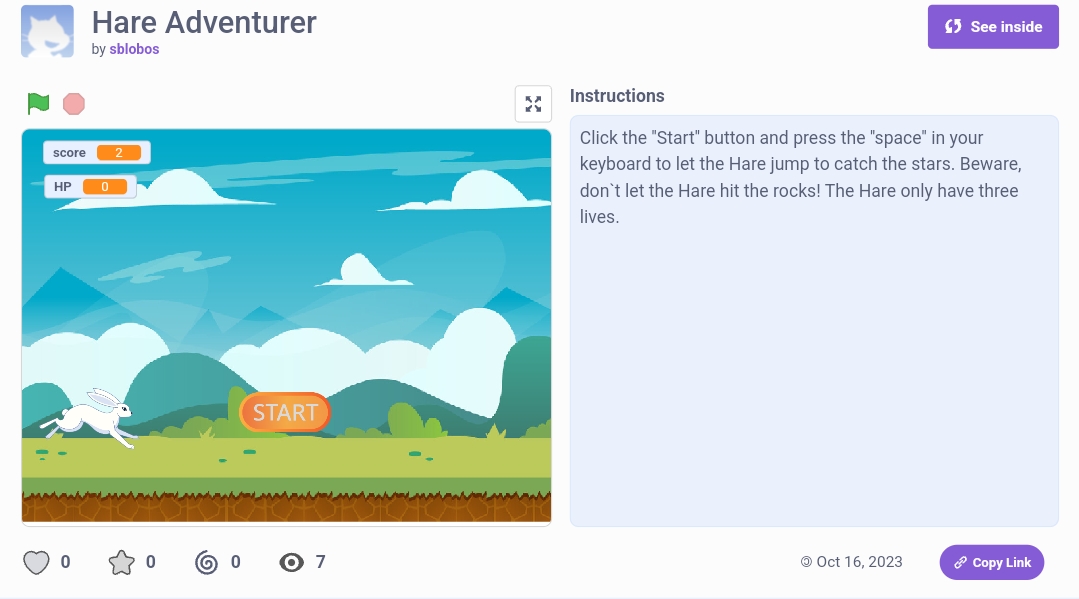 Hare Adventurer
by sblobos
See inside
Instructions
score 2
HP 0
START
Click the "Start" button and press the "space" in your
keyboard to let the Hare jump to catch the stars. Beware,
don`t let the Hare hit the rocks! The Hare only have three
lives.
0 0 0 7
© Oct 16, 2023
Copy Link